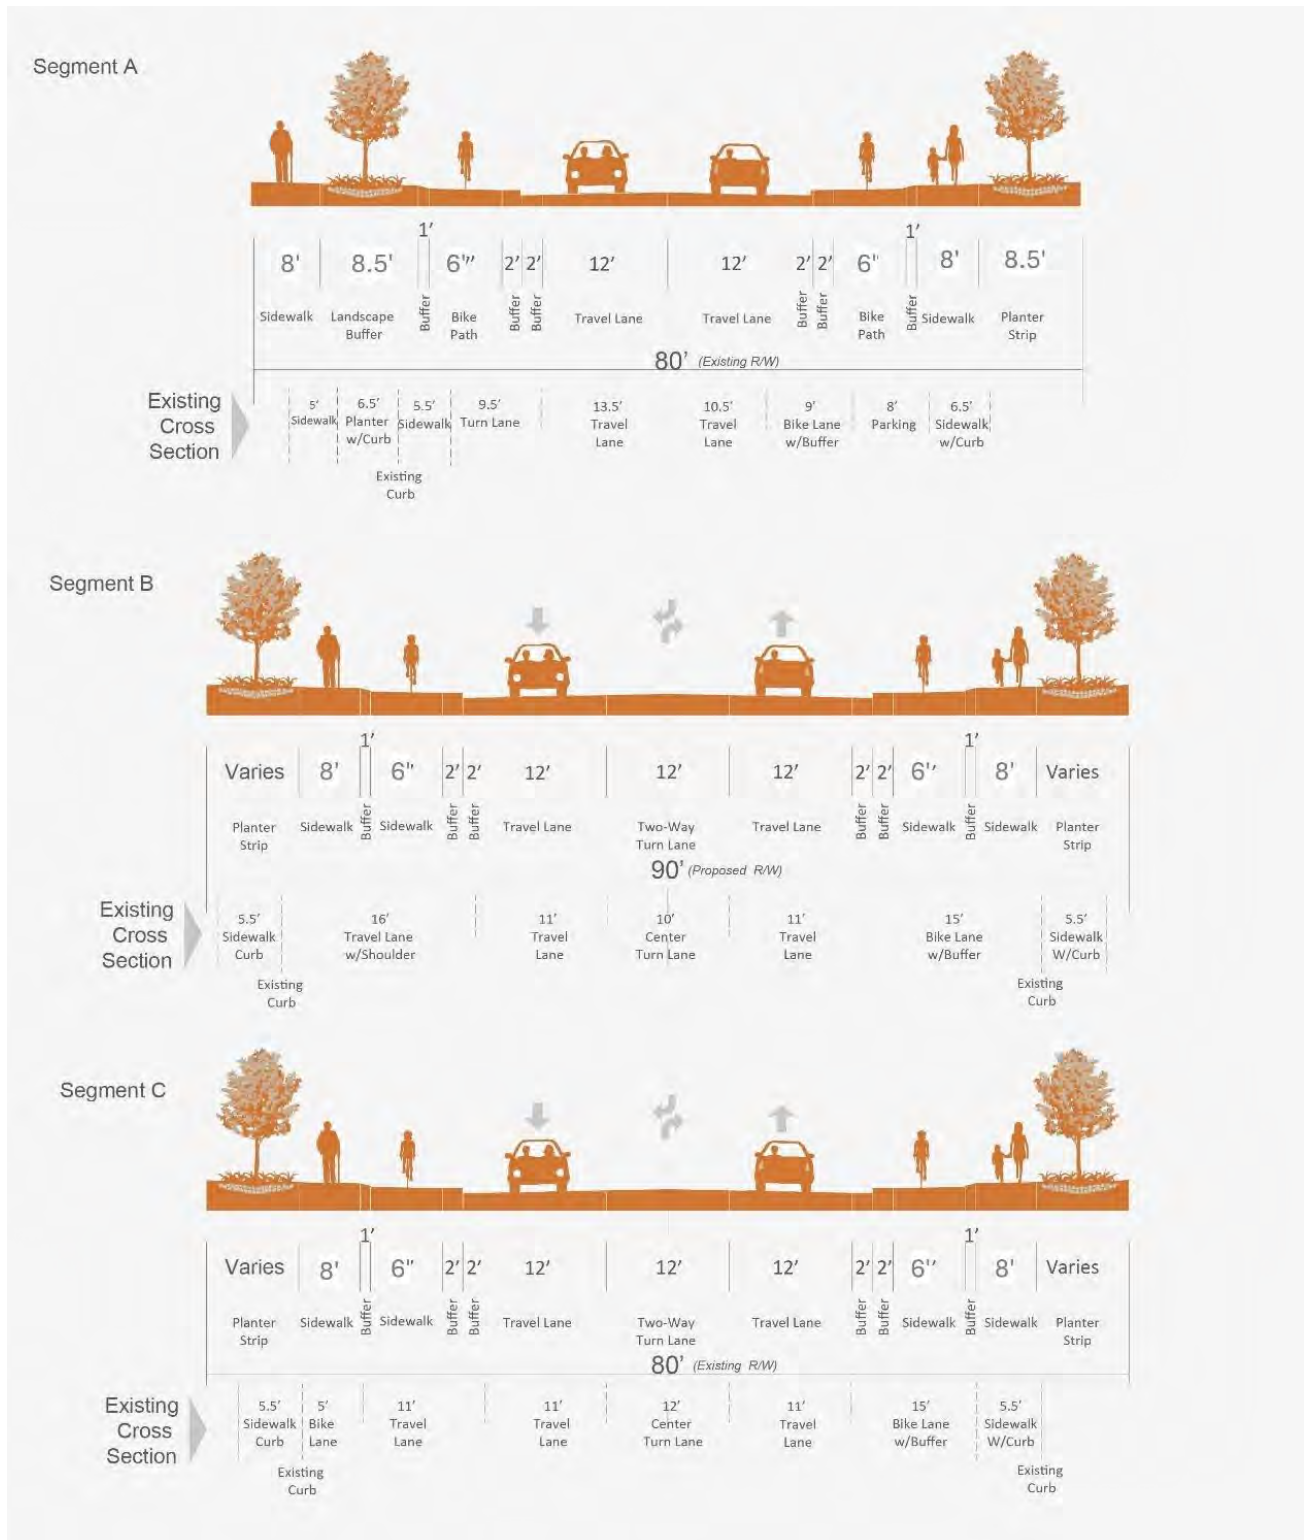 Segment A
1' 1'
8' 8.5' 6'" 2' 2' 12' 12' 2' 2' 6" 8' 8.5'
Sidewalk Landscape Buffer Bike Buffer Buffer Travel Lane Travel Lane Buffer Buffer Bike Buffer Sidewalk Planter
Buffer Path Path Strip
80' (Existing R/W)
Existing
Cross
Section
5' 6.5' 5.5' 9.5' 13.5' 10.5' 9' 8' 6.5'
Sidewalk Planter Sidewalk Turn Lane Travel Travel Bike Lane Parking Sidewalk
w/Curb Lane Lane w/Buffer w/Curb
Existing
Curb
Segment B
1' 1'
Varies 8' 6" 2' 2' 12' 12' 12' 2' 2' 6'' 8' Varies
Planter Sidewalk Buffer Sidewalk Buffer Buffer Travel Lane Two-Way Travel Lane Buffer Buffer Sidewalk Buffer Sidewalk Planter
Strip Turn Lane Strip
90' (Proposed R/W)
Existing
Cross
Section
5.5' 16' 11' 10' 11' 15' 5.5'
Sidewalk Travel Lane Travel Center Travel Bike Lane Sidewalk
Curb w/Shoulder Lane Turn Lane Lane w/Buffer W/Curb
Existing Existing
Curb Curb
Segment C
1' 1'
Varies 8' 6" 2' 2' 12' 12' 12' 2' 2' 6'' 8' Varies
Planter Sidewalk Buffer Sidewalk Buffer Buffer Travel Lane Two-Way Travel Lane Buffer Buffer Sidewalk Buffer Sidewalk Planter
Strip Turn Lane Strip
80' (Existing R/W)
Existing
Cross
Section
5.5' 5' 11' 11' 12' 11' 15' 5.5'
Sidewalk Bike Travel Travel Center Travel Bike Lane Sidewalk
Curb Lane Lane Lane Turn Lane Lane w/Buffer W/Curb
Existing Existing
Curb Curb